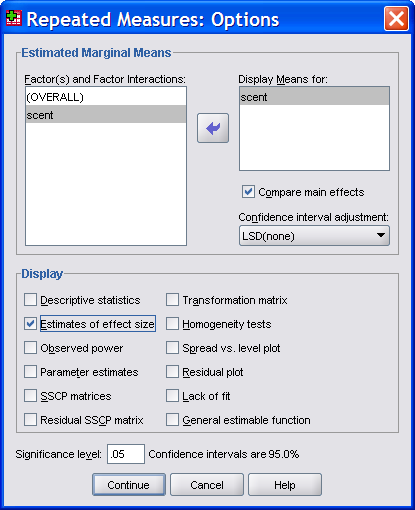 Repeated Measures: Options
Estimated Marginal Means
Factor(s) and Factor Interactions:
(OVERALL)
scent
Display Means for:
scent
Compare main effects
Confidence interval adjustment:
LSD(none)
Display
Descriptive statistics
Transformation matrix
Estimates of effect size
Homogeneity tests
Observed power
Spread vs. level plot
Parameter estimates
Residual plot
SSCP matrices
Lack of fit
Residual SSCP matrix
General estimable function
Significance level: .05 Confidence intervals are 95.0%
Continue Cancel Help